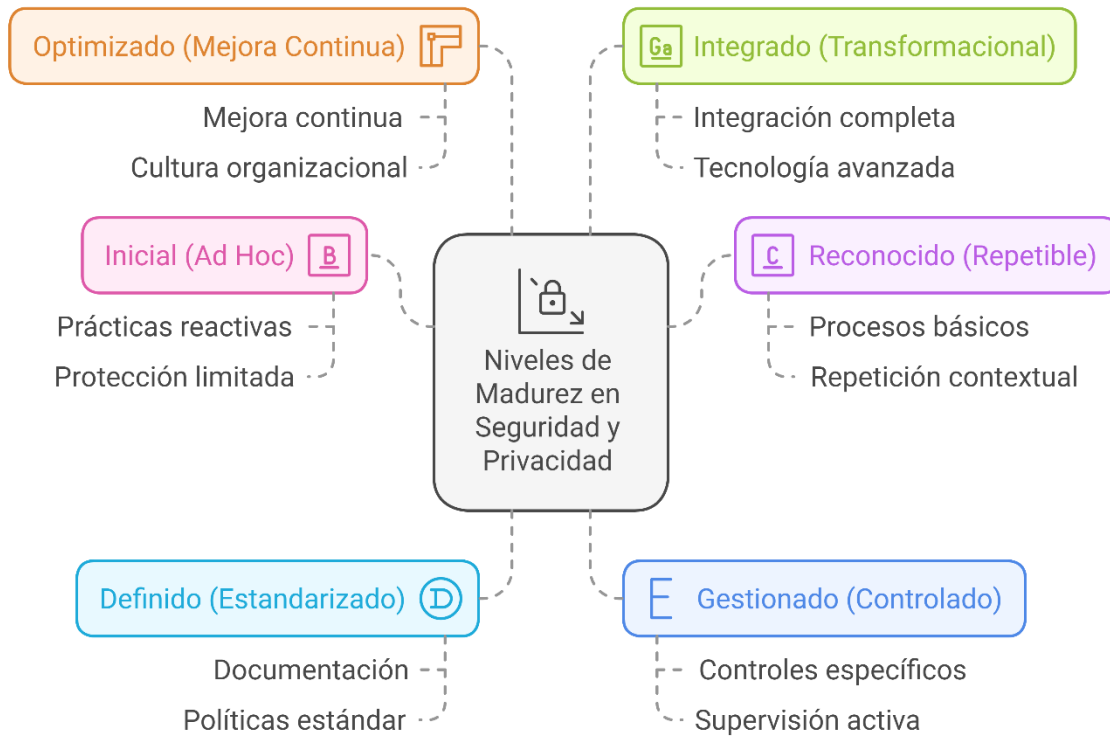 Optimizado (Mejora Continua)
Mejora continua
Cultura organizacional
Ga Integrado (Transformacional)
Integración completa
Tecnología avanzada
Inicial (Ad Hoc) B
Prácticas reactivas
Protección limitada
Niveles de
Madurez en
Seguridad y
Privacidad
C Reconocido (Repetible)
Procesos básicos
Repetición contextual
Definido (Estandarizado) D
Documentación
Políticas estándar
E Gestionado (Controlado)
Controles específicos
Supervisión activa